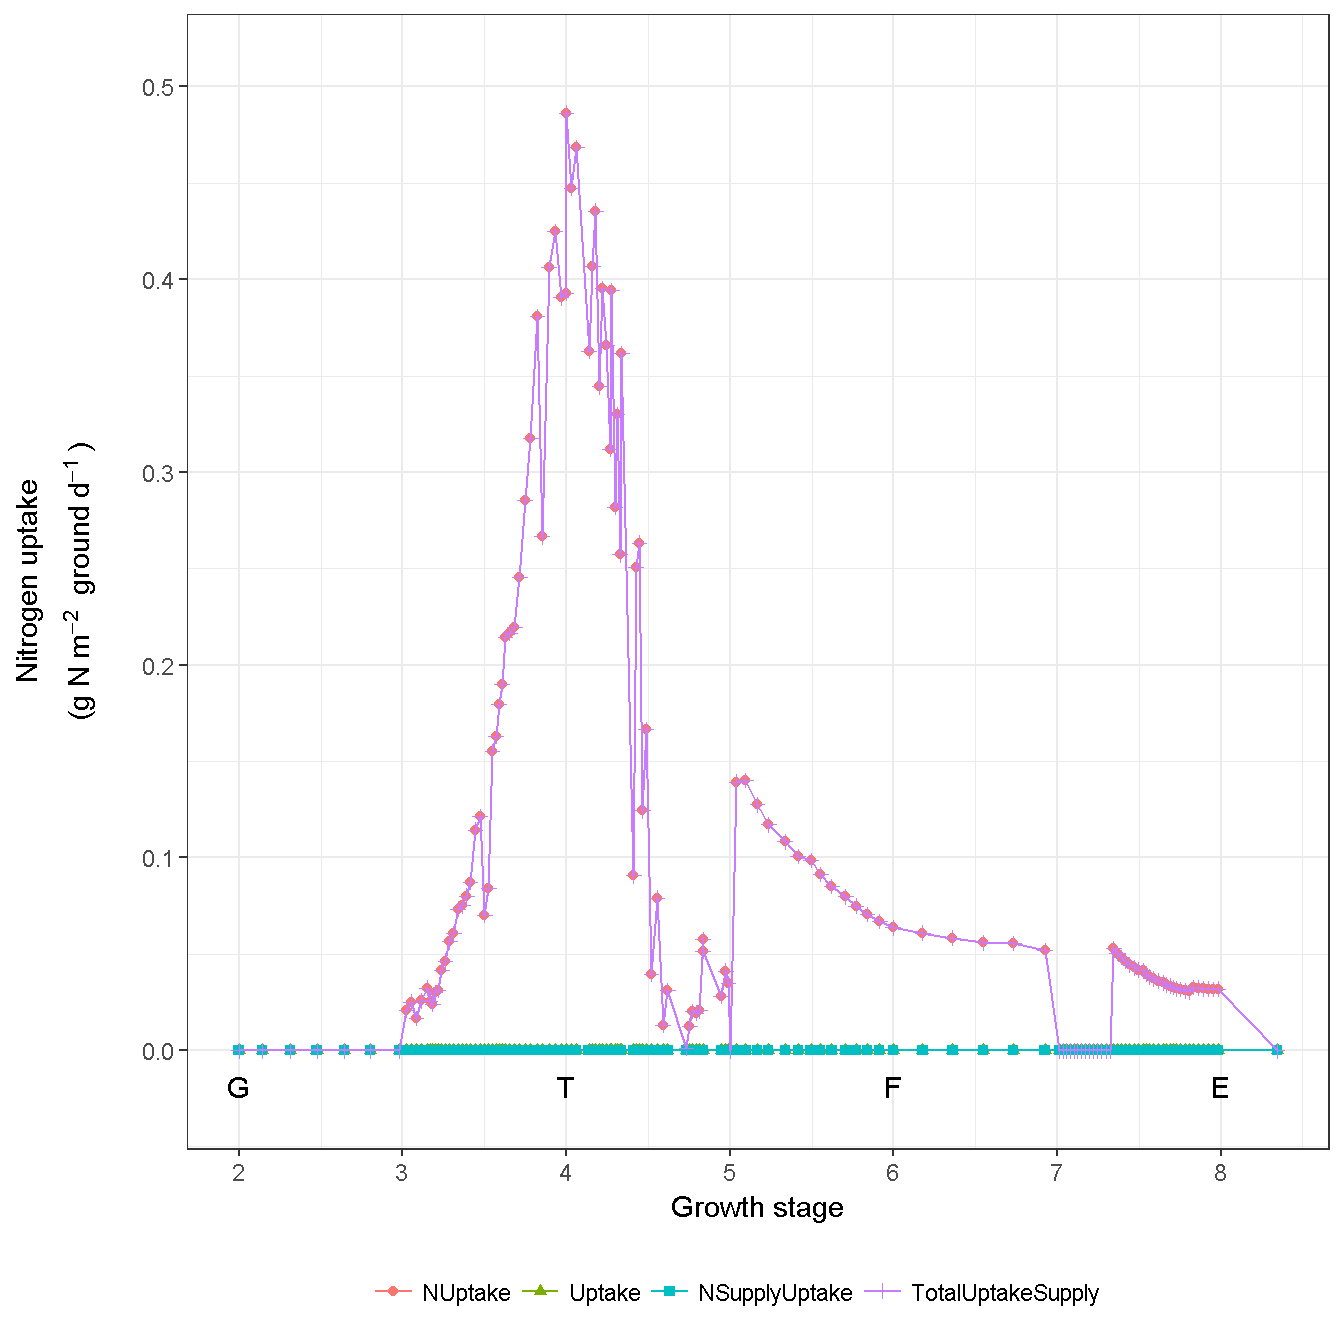 0.5
0.4
0.3
0.2
0.1
0.0
Nitrogen uptake
(g N m⁻² ground d⁻¹)
G T F E
2 3 4 5 6 7 8
Growth stage
NUptake Uptake NSupplyUptake TotalUptakeSupply